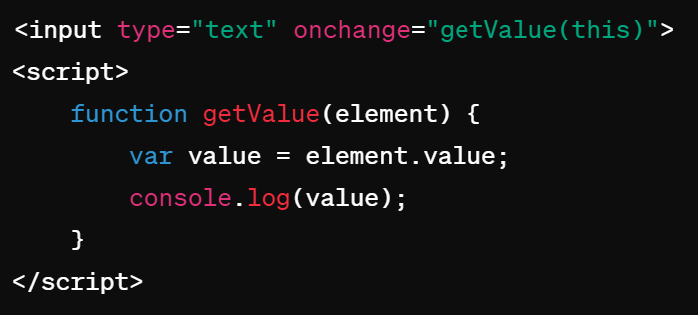 <input type="text" onchange="getValue(this)">
<script>
    function getValue(element) {
        var value = element.value;
        console.log(value);
    }
</script>